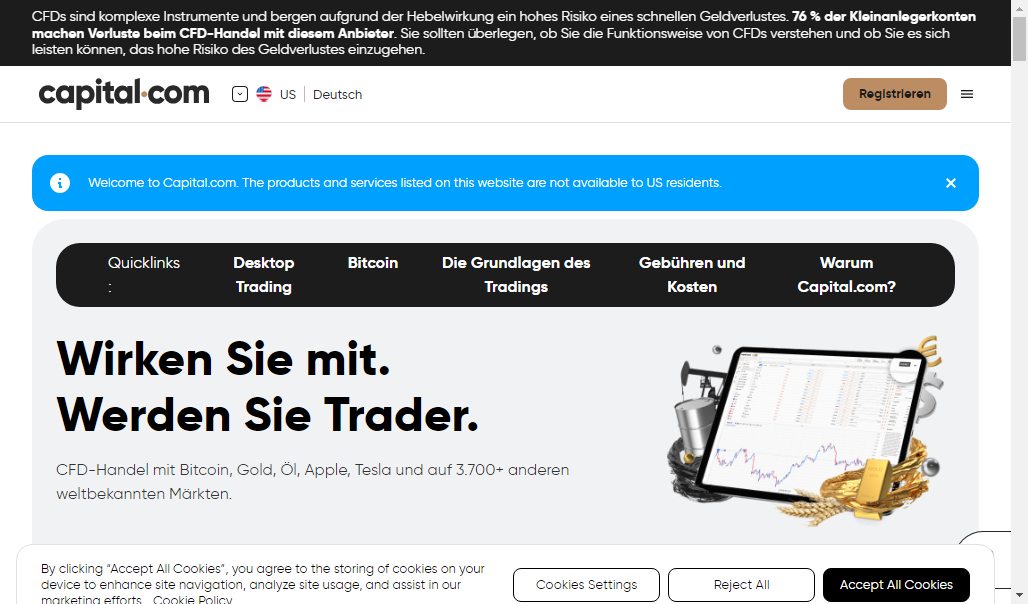 CFDs sind komplexe Instrumente und bergen aufgrund der Hebelwirkung ein hohes Risiko eines schnellen Geldverlustes. 76 % der Kleinanlegerkonten
machen Verluste beim CFD-Handel mit diesem Anbieter. Sie sollten überlegen, ob Sie die Funktionsweise von CFDs verstehen und ob Sie es sich
leisten können, das hohe Risiko des Geldverlustes einzugehen.
capital.com US Deutsch Registrieren
Welcome to Capital.com. The products and services listed on this website are not available to US residents.
Quicklinks Desktop Bitcoin Die Grundlagen des Gebühren und Warum
: Trading Tradings Kosten Capital.com?
Wirken Sie mit.
Werden Sie Trader.
CFD-Handel mit Bitcoin, Gold, Öl, Apple, Tesla und auf 3.700+ anderen
weltbekannten Märkten.
By clicking “Accept All Cookies”, you agree to the storing of cookies on your
device to enhance site navigation, analyze site usage, and assist in our
marketing efforts. Cookie Policy
Cookies Settings Reject All Accept All Cookies